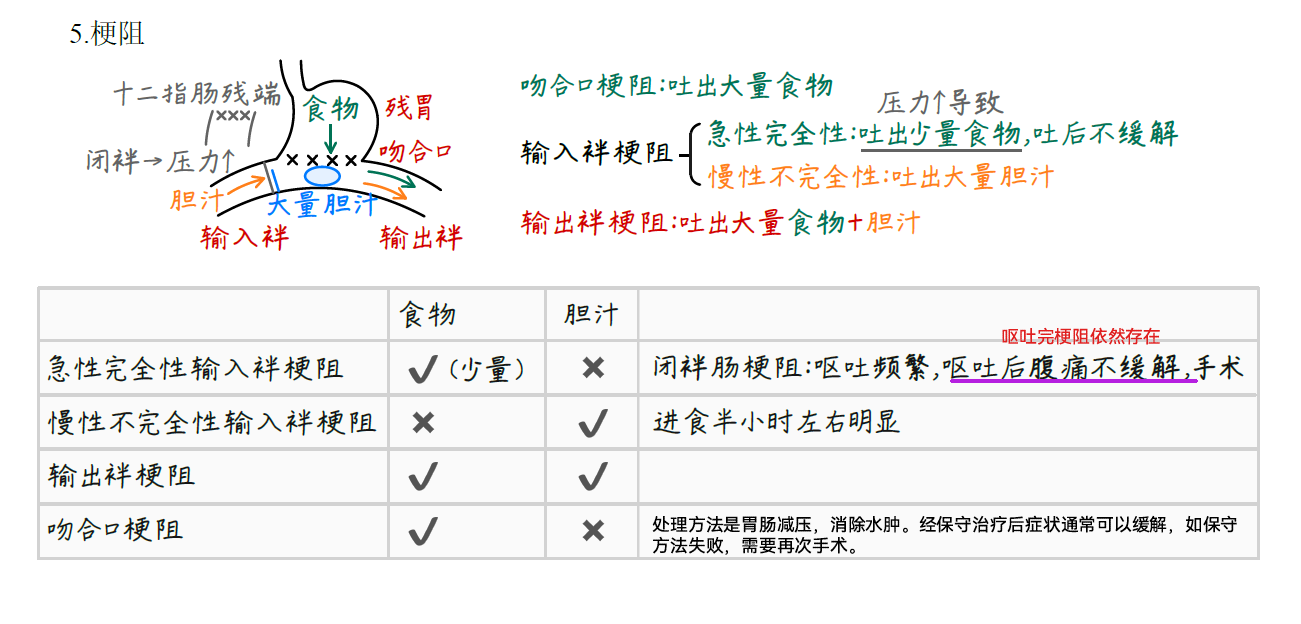 5.梗阻
十二指肠残端
×××
食物
残胃
闭袢→压力↑
××××
吻合口
胆汁
大量胆汁
输入袢
输出袢
吻合口梗阻:吐出大量食物
压力↑导致
输入袢梗阻
急性完全性:吐出少量食物,吐后不缓解
慢性不完全性:吐出大量胆汁
输出袢梗阻:吐出大量食物+胆汁
食物 胆汁
呕吐完梗阻依然存在
急性完全性输入袢梗阻 ✔(少量) ✖ 闭袢肠梗阻:呕吐频繁,呕吐后腹痛不缓解,手术
慢性不完全性输入袢梗阻 ✖ ✔ 进食半小时左右明显
输出袢梗阻 ✔ ✔
吻合口梗阻 ✔ ✖ 处理方法是胃肠减压，消除水肿。经保守治疗后症状通常可以缓解，如保守
方法失败，需要再次手术。